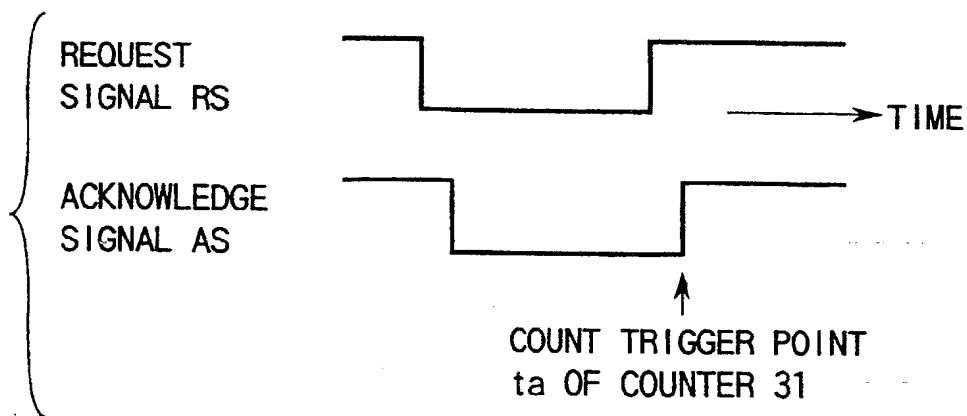 REQUEST
SIGNAL RS
TIME
ACKNOWLEDGE
SIGNAL AS
COUNT TRIGGER POINT
ta OF COUNTER 31